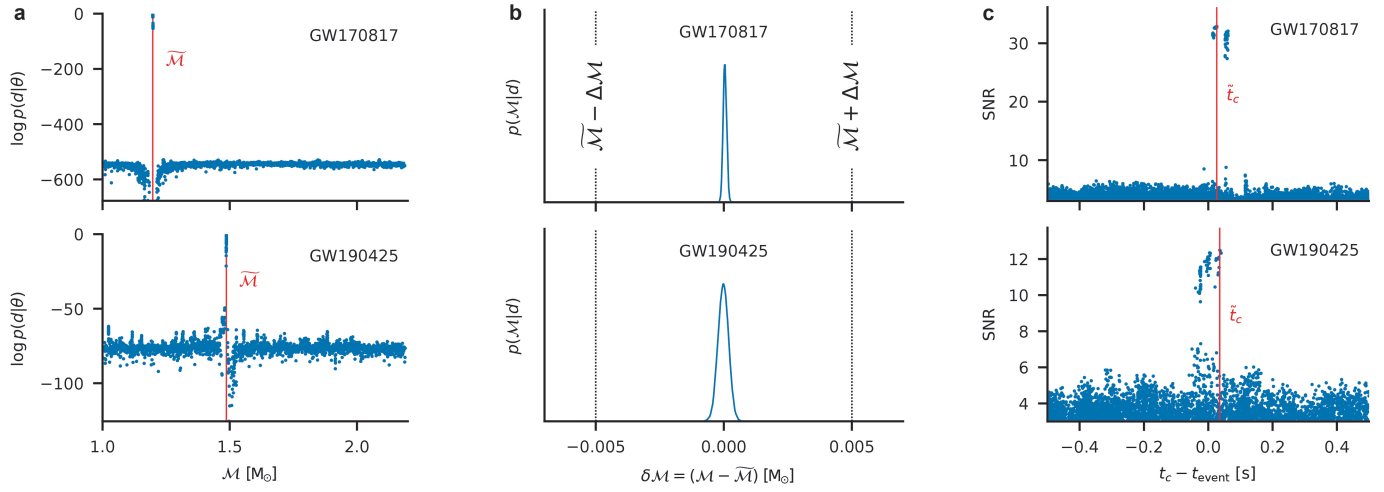 a
GW170817
ℳ̃
log p(d|θ)
0
−200
−400
−600
GW190425
ℳ̃
log p(d|θ)
0
−50
−100
1.0 1.5 2.0
ℳ [M⊙]
b
GW170817
p(ℳ|d)
ℳ̃ − Δℳ
ℳ̃ + Δℳ
GW190425
p(ℳ|d)
−0.005 0.000 0.005
δℳ = (ℳ − ℳ̃) [M⊙]
c
GW170817
SNR
30
20
10
t̃c
GW190425
SNR
12
10
8
6
4
t̃c
−0.4 −0.2 0.0 0.2 0.4
tc − tevent [s]